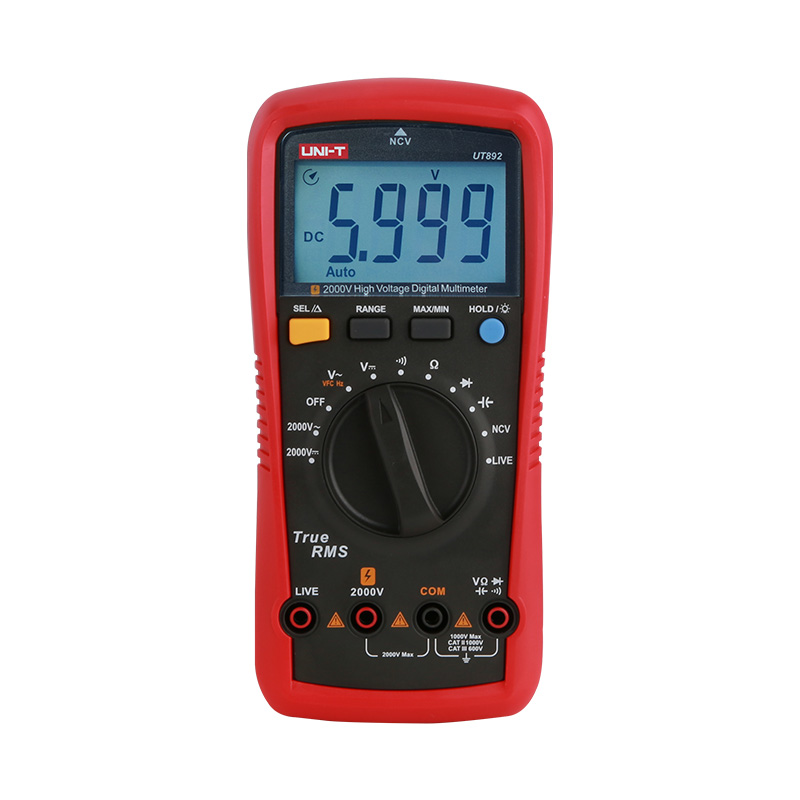 NCV
UNI-T
UT892
V
DC 5.999
Auto
2000V High Voltage Digital Multimeter
SEL/Δ RANGE MAX/MIN HOLD/
V~
VFC Hz
V⎓
Ω
OFF
2000V~
2000V⎓
NCV
LIVE
True
RMS
LIVE
2000V
COM
VΩ
2000V Max
1000V Max
CAT II 1000V
CAT III 600V